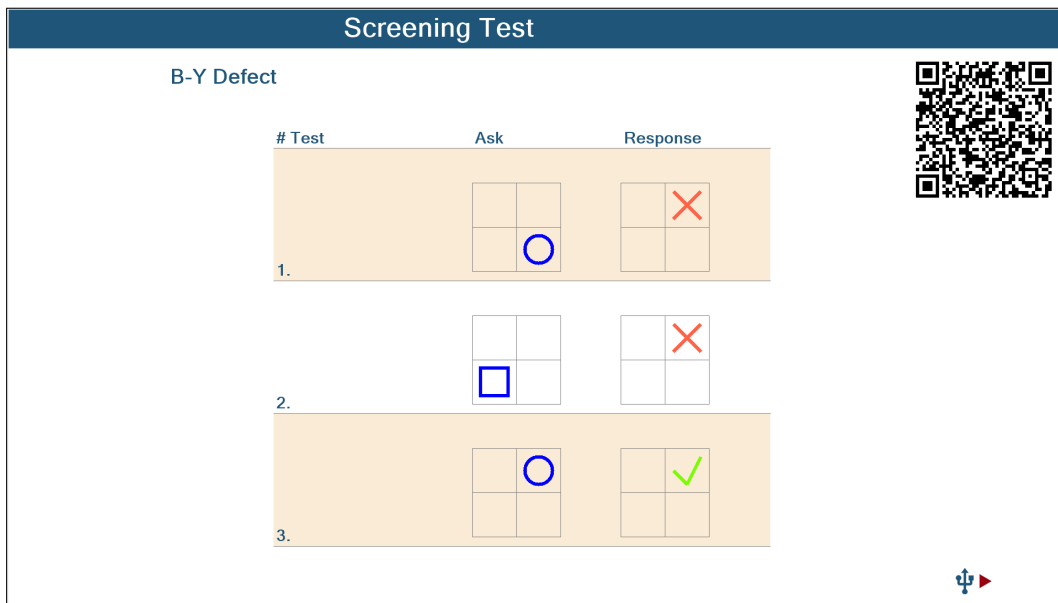 Screening Test
B-Y Defect
# Test Ask Response
1.
2.
3.